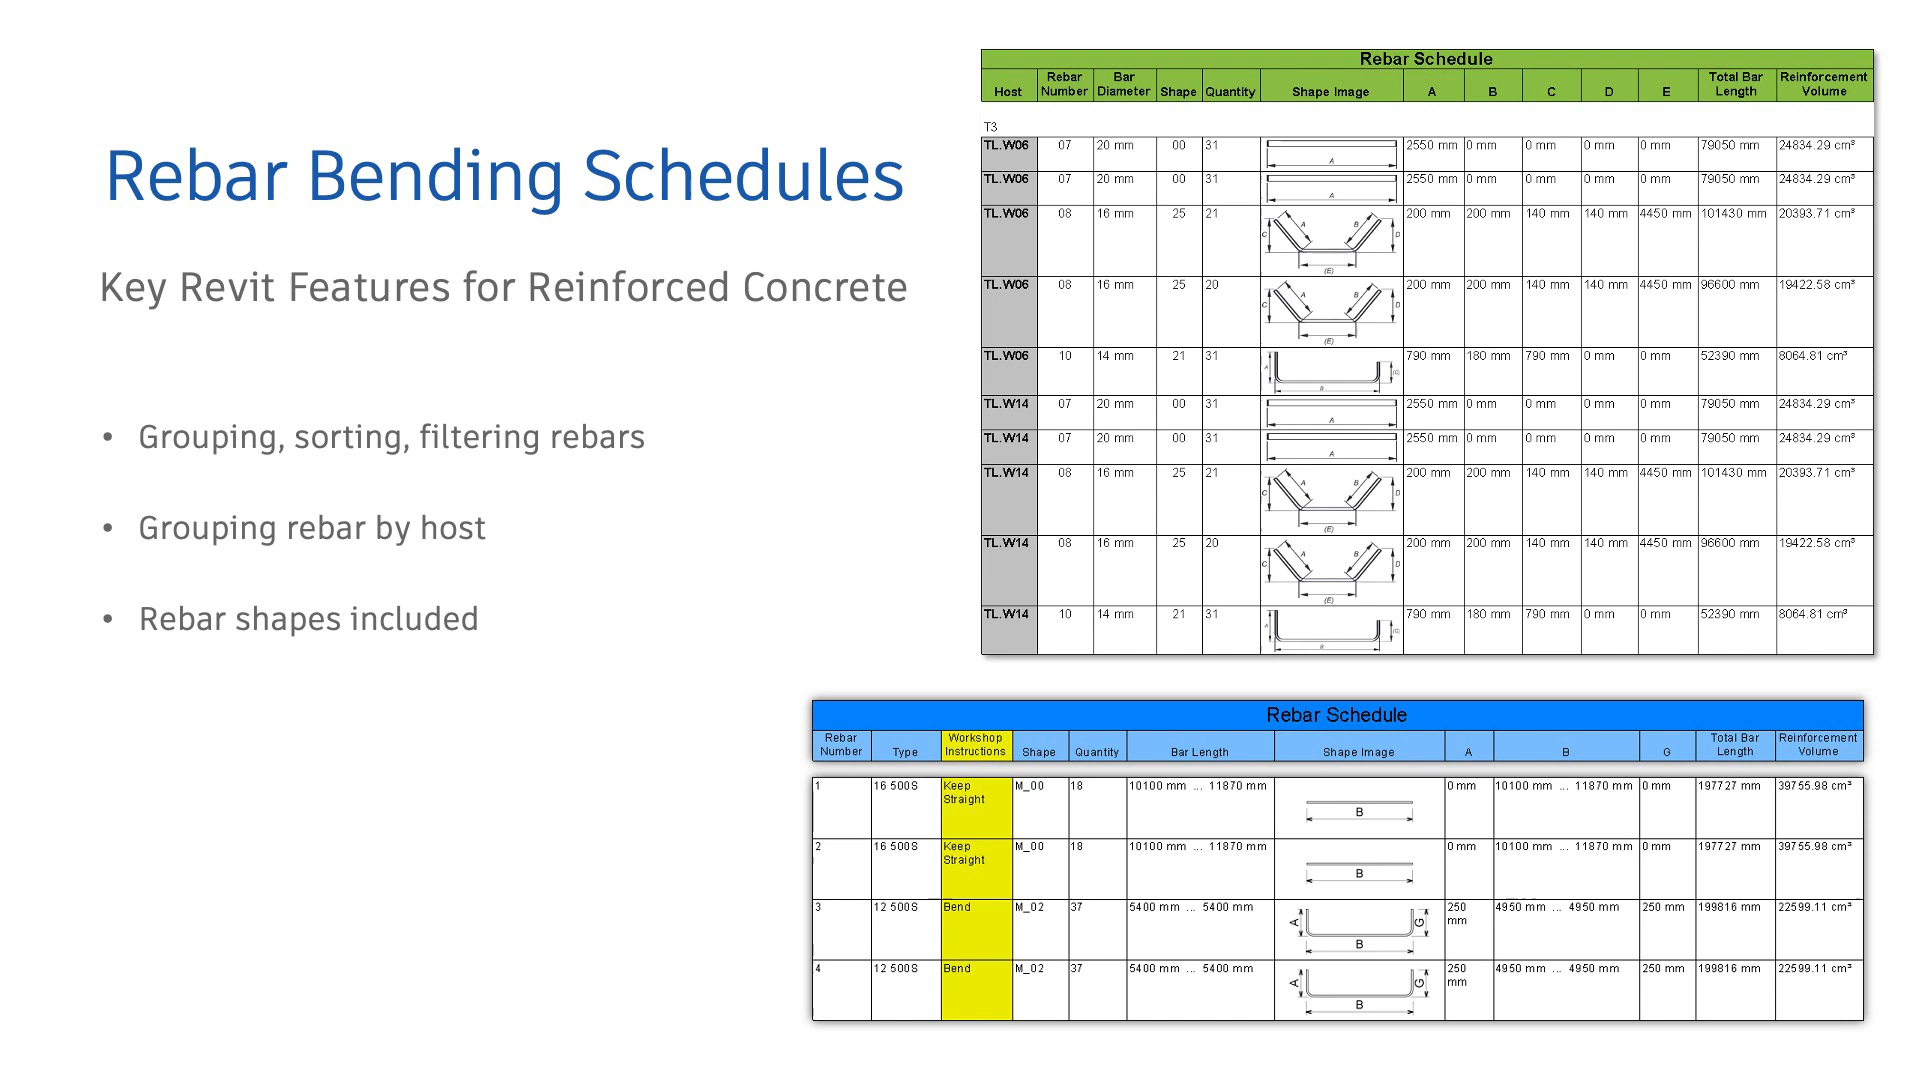 Rebar Bending Schedules
Key Revit Features for Reinforced Concrete
• Grouping, sorting, filtering rebars
• Grouping rebar by host
• Rebar shapes included
Rebar Schedule
Host Rebar Number Bar Diameter Shape Quantity Shape Image A B C D E Total Bar Length Reinforcement Volume
T3
TL.W06 07 20 mm 00 31 A 2550 mm 0 mm 0 mm 0 mm 0 mm 79050 mm 24834.29 cm³
TL.W06 07 20 mm 00 31 A 2550 mm 0 mm 0 mm 0 mm 0 mm 79050 mm 24834.29 cm³
TL.W06 08 16 mm 25 21 C A B D (E) 200 mm 200 mm 140 mm 140 mm 4450 mm 101430 mm 20393.71 cm³
TL.W06 08 16 mm 25 20 C A B D (E) 200 mm 200 mm 140 mm 140 mm 4450 mm 96600 mm 19422.58 cm³
TL.W06 10 14 mm 21 31 A B (C) 790 mm 180 mm 790 mm 0 mm 0 mm 52390 mm 8064.81 cm³
TL.W14 07 20 mm 00 31 A 2550 mm 0 mm 0 mm 0 mm 0 mm 79050 mm 24834.29 cm³
TL.W14 07 20 mm 00 31 A 2550 mm 0 mm 0 mm 0 mm 0 mm 79050 mm 24834.29 cm³
TL.W14 08 16 mm 25 21 C A B D (E) 200 mm 200 mm 140 mm 140 mm 4450 mm 101430 mm 20393.71 cm³
TL.W14 08 16 mm 25 20 C A B D (E) 200 mm 200 mm 140 mm 140 mm 4450 mm 96600 mm 19422.58 cm³
TL.W14 10 14 mm 21 31 A B (C) 790 mm 180 mm 790 mm 0 mm 0 mm 52390 mm 8064.81 cm³
Rebar Schedule
Rebar Number Type Workshop Instructions Shape Quantity Bar Length Shape Image A B G Total Bar Length Reinforcement Volume
1 16 500S Keep Straight M_00 18 10100 mm ... 11870 mm B 0 mm 10100 mm ... 11870 mm 0 mm 197727 mm 39755.98 cm³
2 16 500S Keep Straight M_00 18 10100 mm ... 11870 mm B 0 mm 10100 mm ... 11870 mm 0 mm 197727 mm 39755.98 cm³
3 12 500S Bend M_02 37 5400 mm ... 5400 mm A B G 250 mm 4950 mm ... 4950 mm 250 mm 199816 mm 22599.11 cm³
4 12 500S Bend M_02 37 5400 mm ... 5400 mm A B G 250 mm 4950 mm ... 4950 mm 250 mm 199816 mm 22599.11 cm³